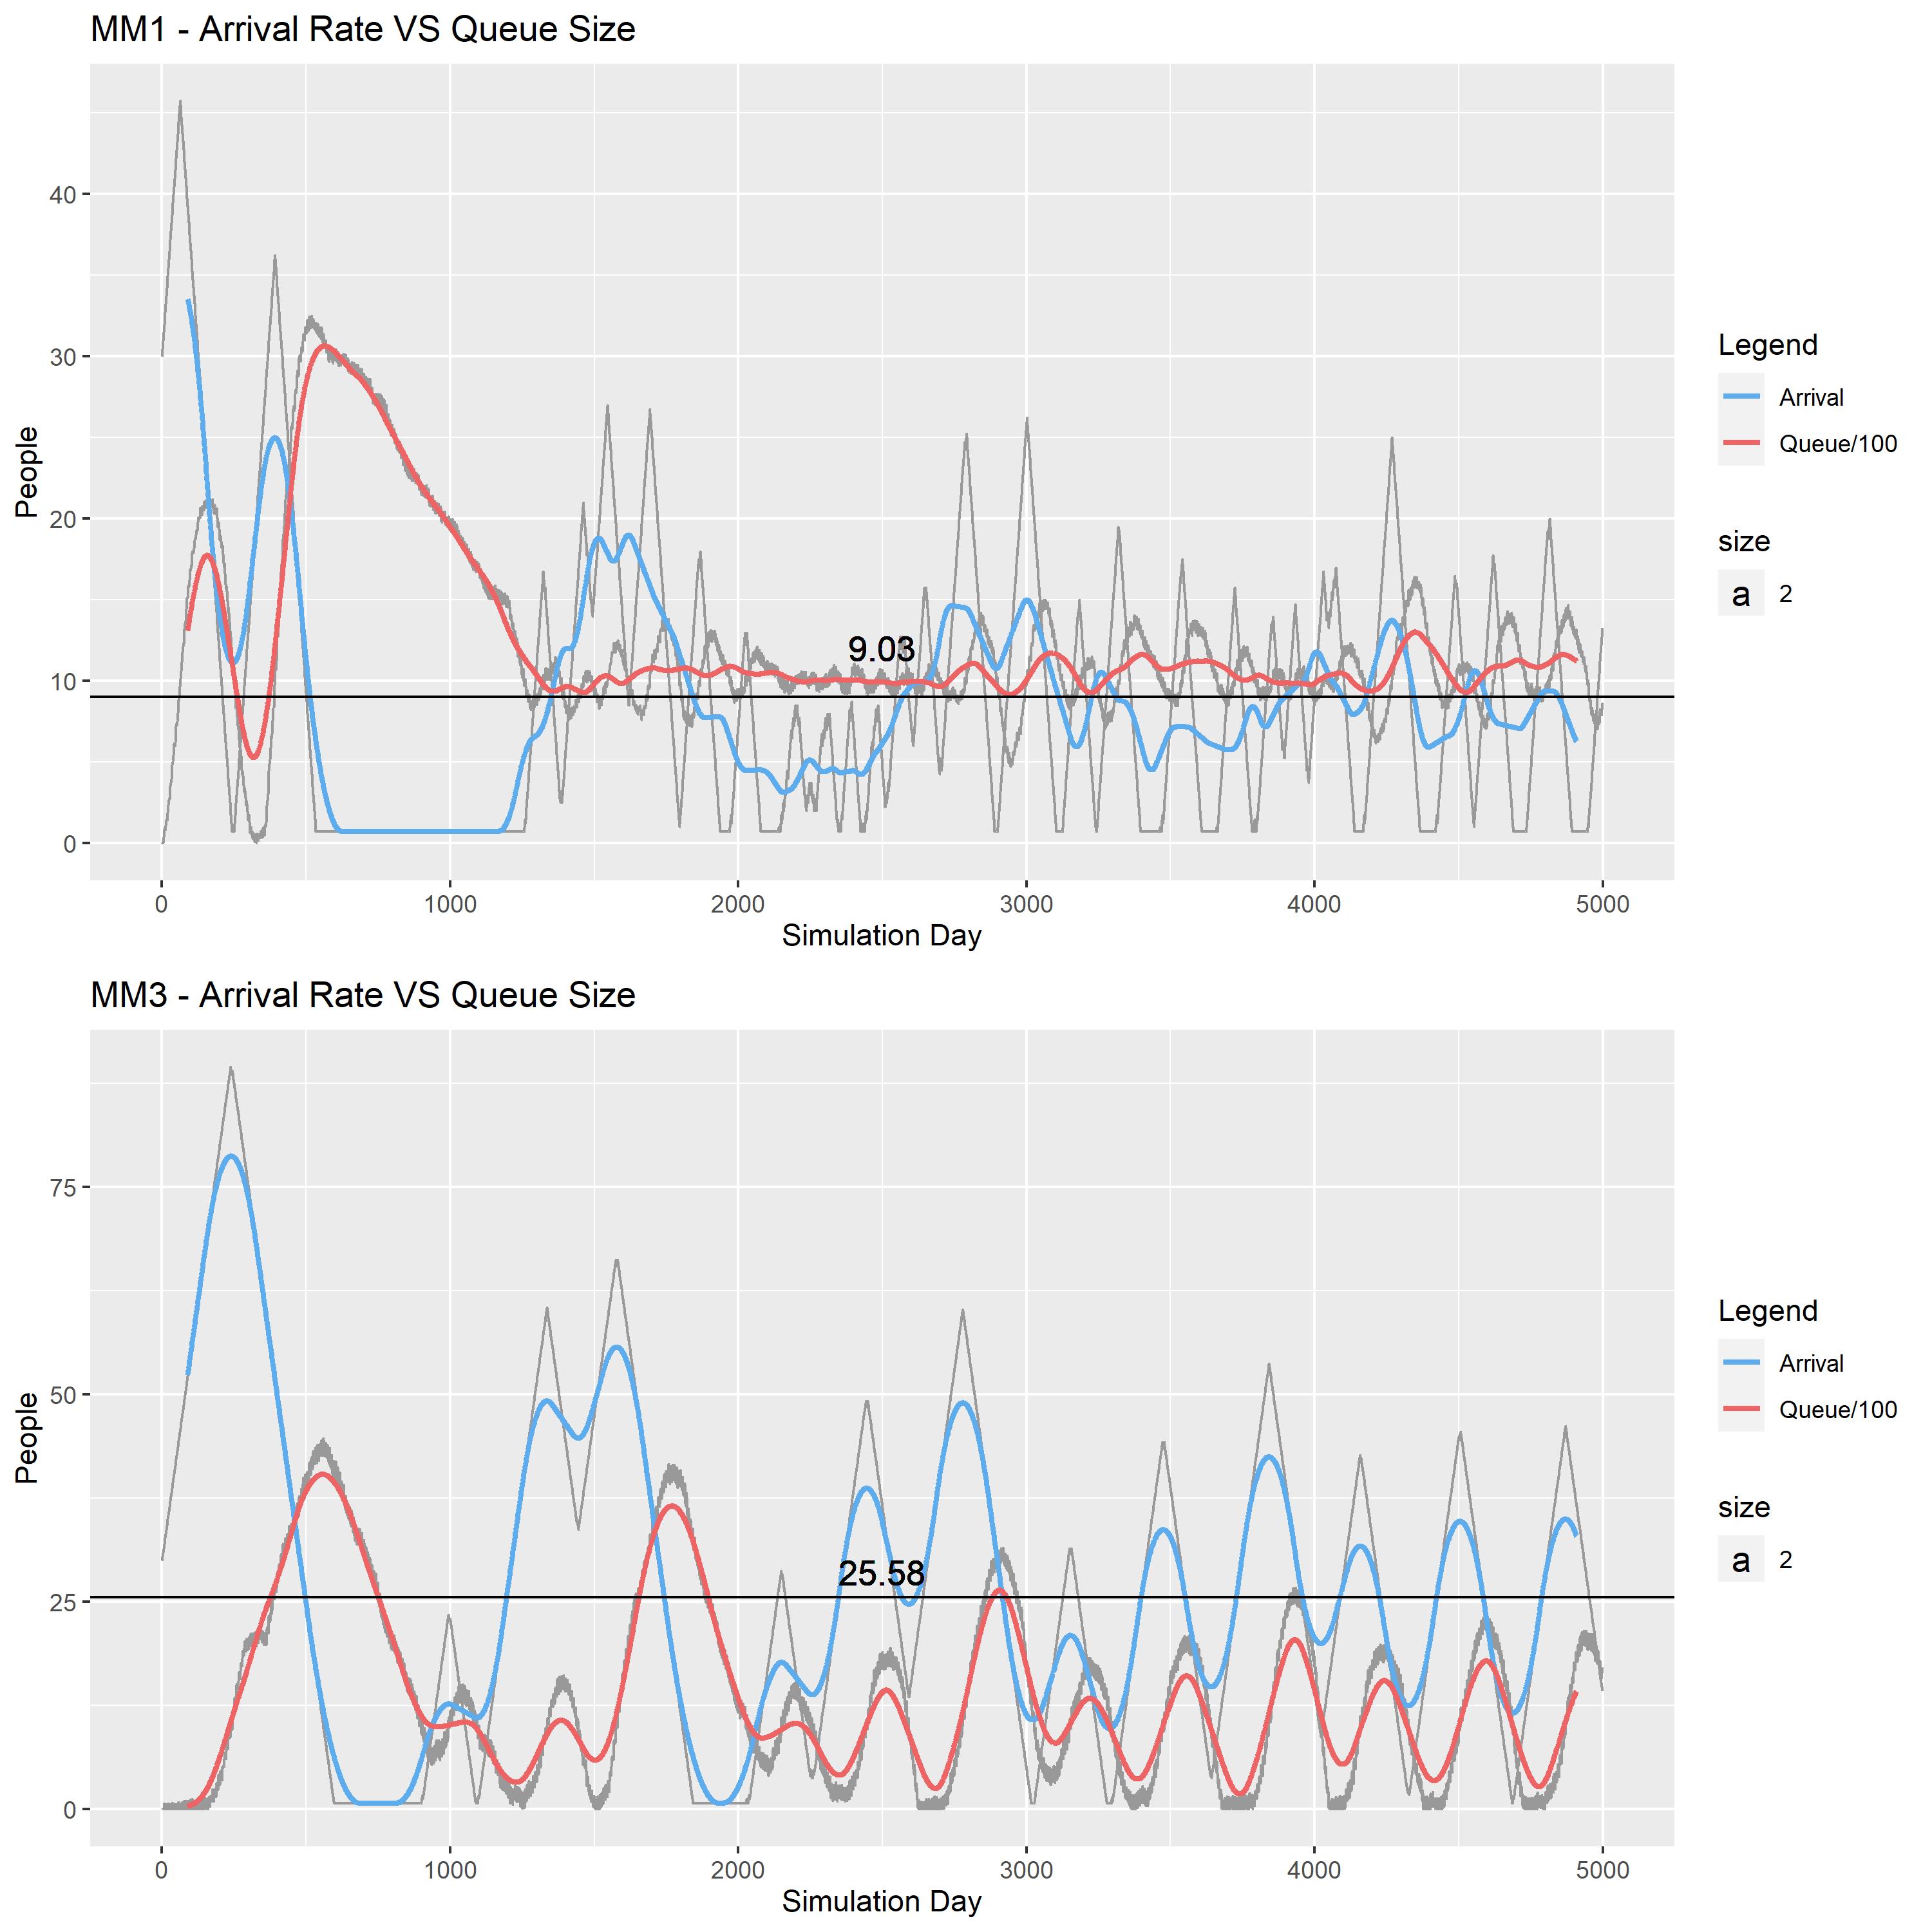 MM1 - Arrival Rate VS Queue Size
People
40
30
20
10
0
9.03
0 1000 2000 3000 4000 5000
Simulation Day
Legend
Arrival
Queue/100
size
a 2
MM3 - Arrival Rate VS Queue Size
People
75
50
25
0
25.58
0 1000 2000 3000 4000 5000
Simulation Day
Legend
Arrival
Queue/100
size
a 2